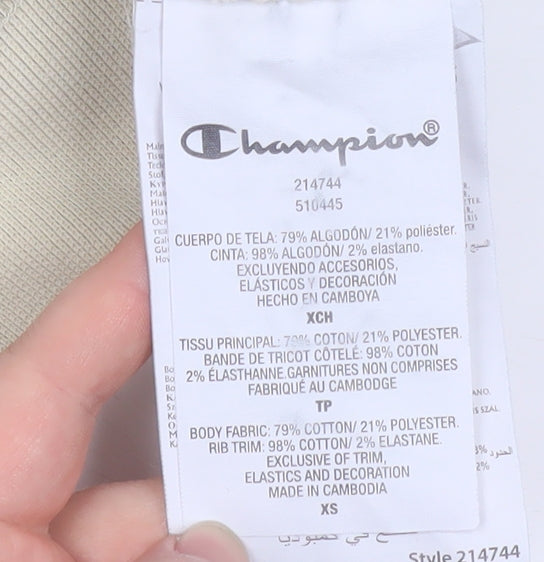 Champion®
214744
510445
CUERPO DE TELA: 79% ALGODÓN/ 21% poliéster.
CINTA: 98% ALGODÓN/ 2% elastano.
EXCLUYENDO ACCESORIOS,
ELÁSTICOS Y DECORACIÓN
HECHO EN CAMBOYA
XCH
TISSU PRINCIPAL: 79% COTON/ 21% POLYESTER.
BANDE DE TRICOT CÔTELÉ: 98% COTON
2% ÉLASTHANNE.GARNITURES NON COMPRISES
FABRIQUÉ AU CAMBODGE
TP
BODY FABRIC: 79% COTTON/ 21% POLYESTER.
RIB TRIM: 98% COTTON/ 2% ELASTANE.
EXCLUSIVE OF TRIM,
ELASTICS AND DECORATION
MADE IN CAMBODIA
XS
Style 214744